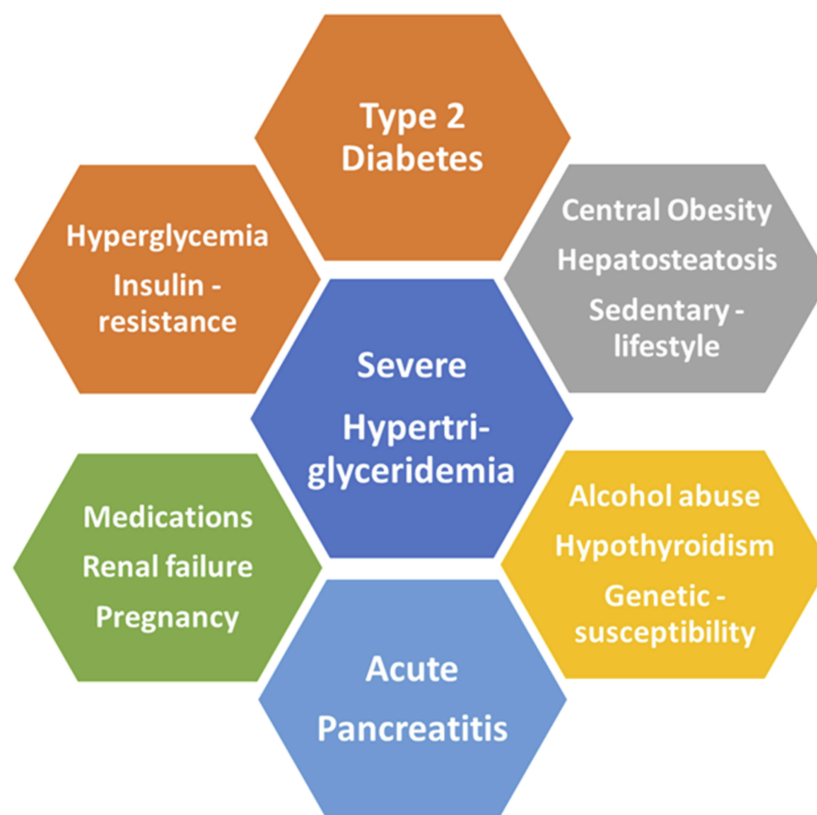 Type 2
Diabetes
Hyperglycemia
Insulin -
resistance
Central Obesity
Hepatosteatosis
Sedentary -
lifestyle
Severe
Hypertri-
glyceridemia
Medications
Renal failure
Pregnancy
Alcohol abuse
Hypothyroidism
Genetic -
susceptibility
Acute
Pancreatitis